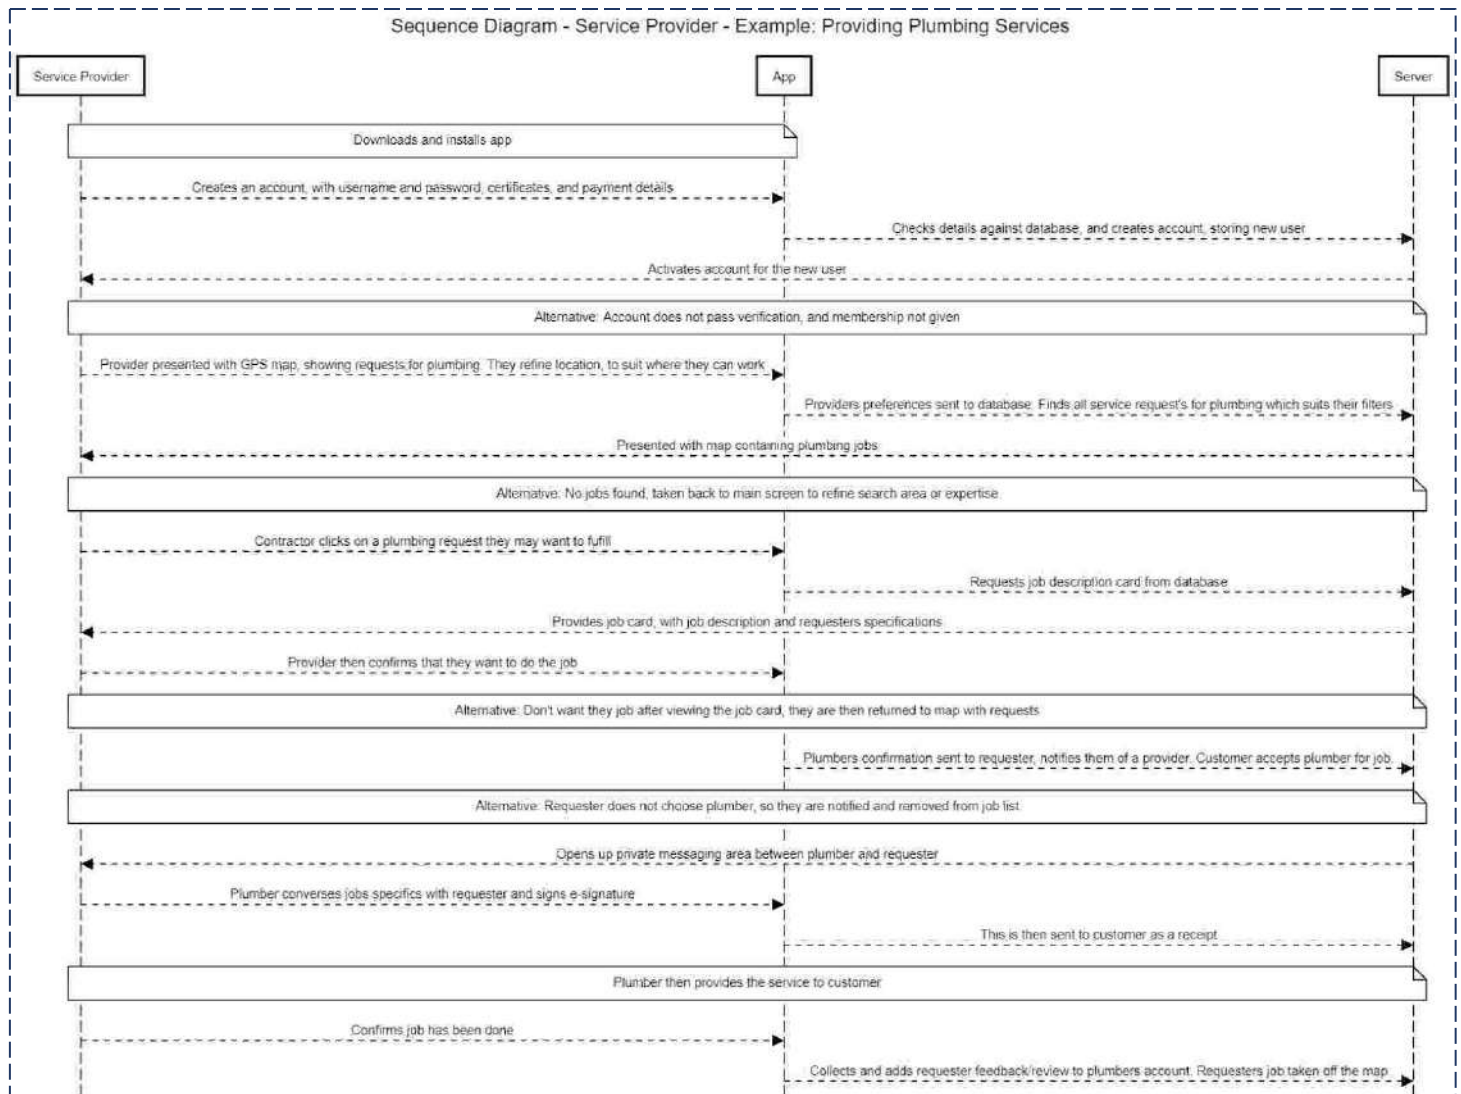 Sequence Diagram - Service Provider - Example: Providing Plumbing Services
Service Provider
App
Server
Downloads and installs app
Creates an account, with username and password, certificates, and payment details
Checks details against database, and creates account, storing new user
Activates account for the new user
Alternative: Account does not pass verification, and membership not given
Provider presented with GPS map, showing requests for plumbing. They refine location, to suit where they can work
Providers preferences sent to database. Finds all service request's for plumbing which suits their filters
Presented with map containing plumbing jobs
Alternative: No jobs found, taken back to main screen to refine search area or expertise
Contractor clicks on a plumbing request they may want to fufill
Requests job description card from database
Provides job card, with job description and requesters specifications
Provider then confirms that they want to do the job
Alternative: Don't want they job after viewing the job card, they are then returned to map with requests
Plumbers confirmation sent to requester, notifies them of a provider. Customer accepts plumber for job.
Alternative: Requester does not choose plumber, so they are notified and removed from job list
Opens up private messaging area between plumber and requester
Plumber converses jobs specifics with requester and signs e-signature
This is then sent to customer as a receipt
Plumber then provides the service to customer
Confirms job has been done
Collects and adds requester feedback/review to plumbers account. Requesters job taken off the map